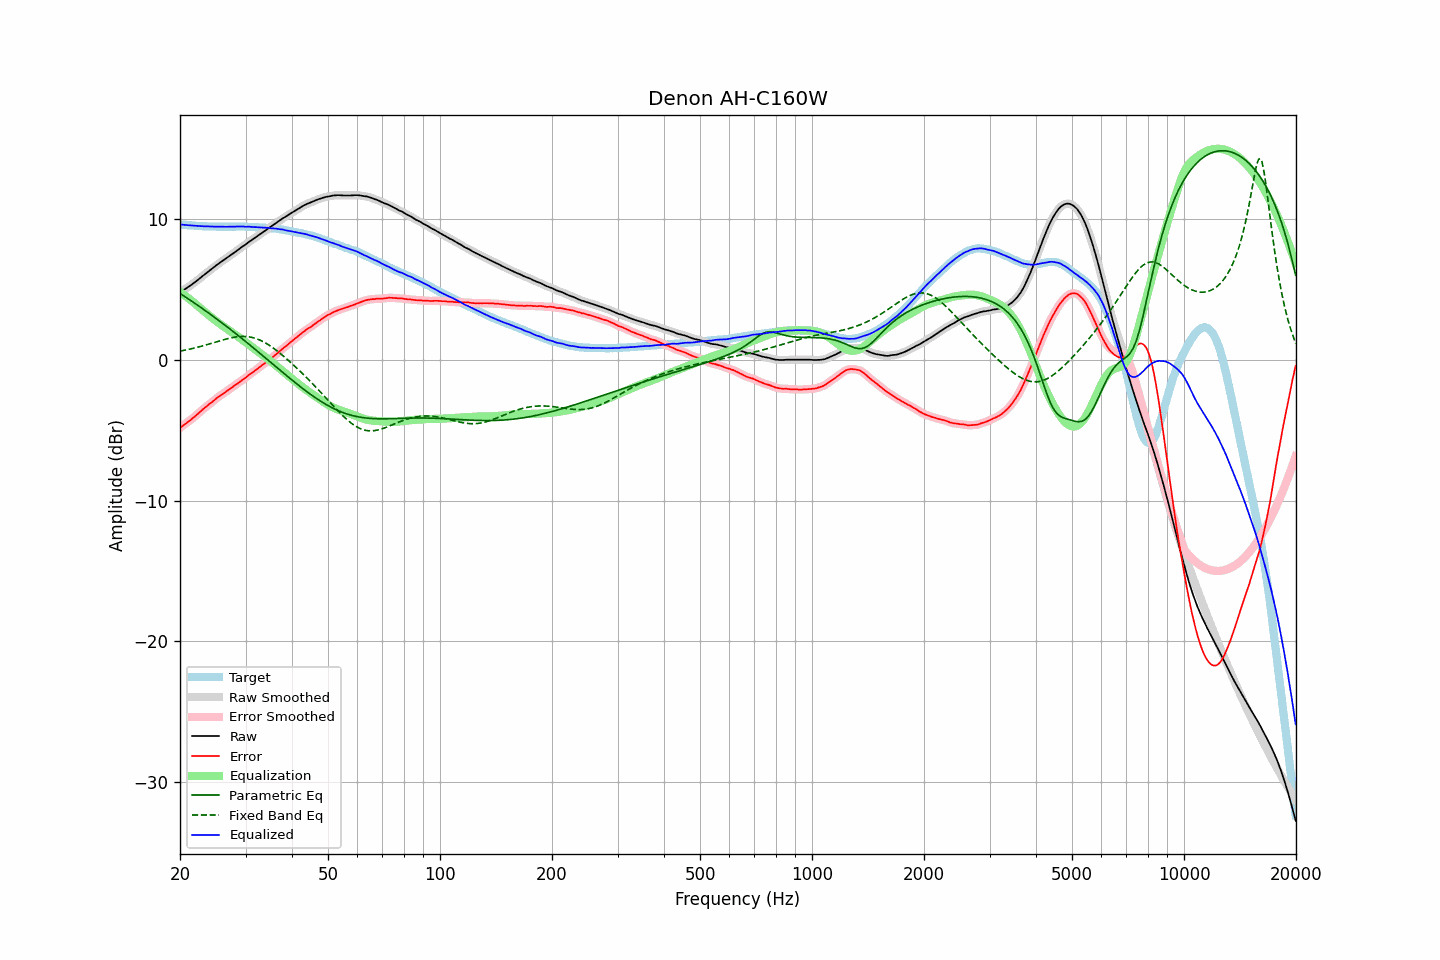 Denon AH-C160W
Amplitude (dBr)
10
0
−10
−20
−30
Target
Raw Smoothed
Error Smoothed
Raw
Error
Equalization
Parametric Eq
Fixed Band Eq
Equalized
20 50 100 200 500 1000 2000 5000 10000 20000
Frequency (Hz)